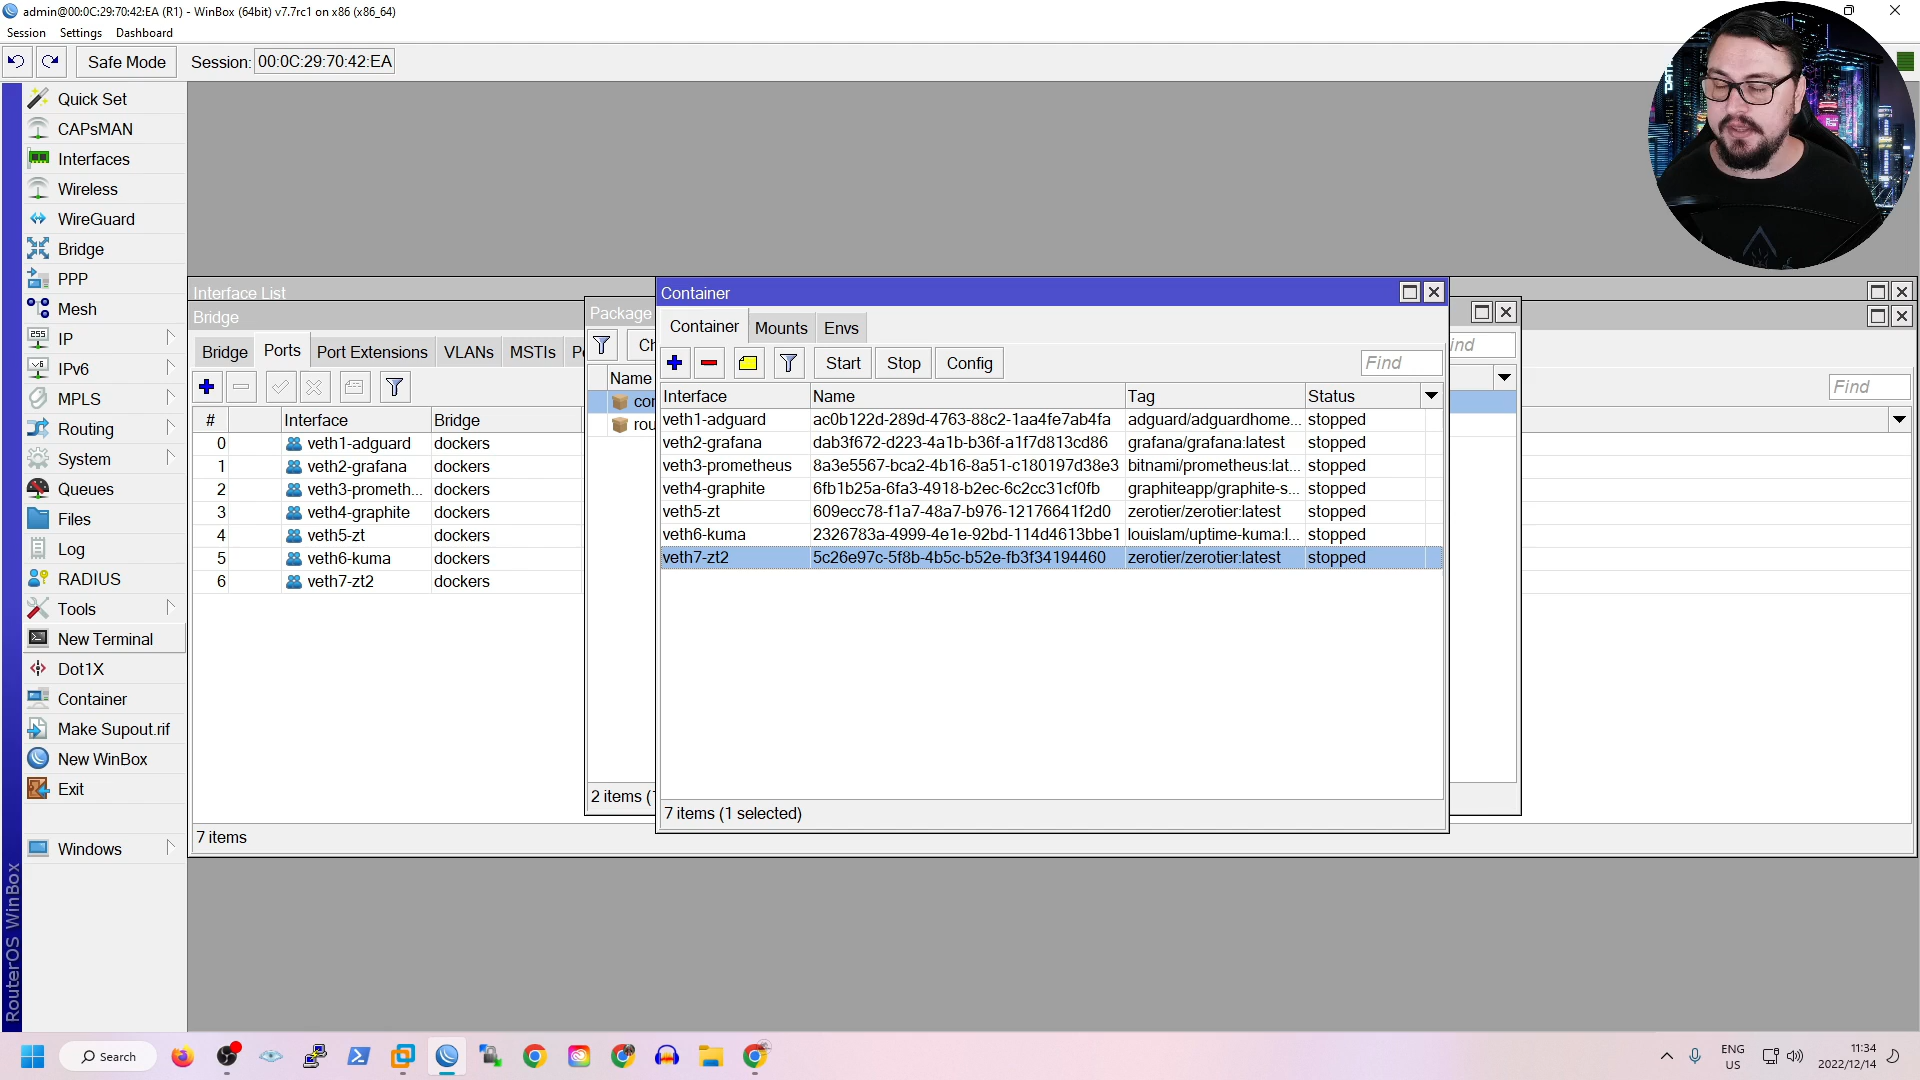 admin@00:0C:29:70:42:EA (R1) - WinBox (64bit) v7.7rc1 on x86 (x86_64)
Session Settings Dashboard
Safe Mode Session: 00:0C:29:70:42:EA
Quick Set
CAPsMAN
Interfaces
Wireless
WireGuard
Bridge
PPP
Mesh
IP
IPv6
MPLS
Routing
System
Queues
Files
Log
RADIUS
Tools
New Terminal
Dot1X
Container
Make Supout.rif
New WinBox
Exit
Windows
RouterOS WinBox
Interface List
Bridge
Bridge Ports Port Extensions VLANs MSTIs
Find
# Interface Bridge
0 veth1-adguard dockers
1 veth2-grafana dockers
2 veth3-prometh... dockers
3 veth4-graphite dockers
4 veth5-zt dockers
5 veth6-kuma dockers
6 veth7-zt2 dockers
7 items
Package
Name
2 items
Container
Container Mounts Envs
Start Stop Config Find
Interface Name Tag Status
veth1-adguard ac0b122d-289d-4763-88c2-1aa4fe7ab4fa adguard/adguardhome... stopped
veth2-grafana dab3f672-d223-4a1b-b36f-a1f7d813cd86 grafana/grafana:latest stopped
veth3-prometheus 8a3e5567-bca2-4b16-8a51-c180197d38e3 bitnami/prometheus:lat... stopped
veth4-graphite 6fb1b25a-6fa3-4918-b2ec-6c2cc31cf0fb graphiteapp/graphite-s... stopped
veth5-zt 609ecc78-f1a7-48a7-b976-12176641f2d0 zerotier/zerotier:latest stopped
veth6-kuma 2326783a-4999-4e1e-92bd-114d4613bbe1 louislam/uptime-kuma:l... stopped
veth7-zt2 5c26e97c-5f8b-4b5c-b52e-fb3f34194460 zerotier/zerotier:latest stopped
7 items (1 selected)
Search
ENG
US
11:34
2022/12/14